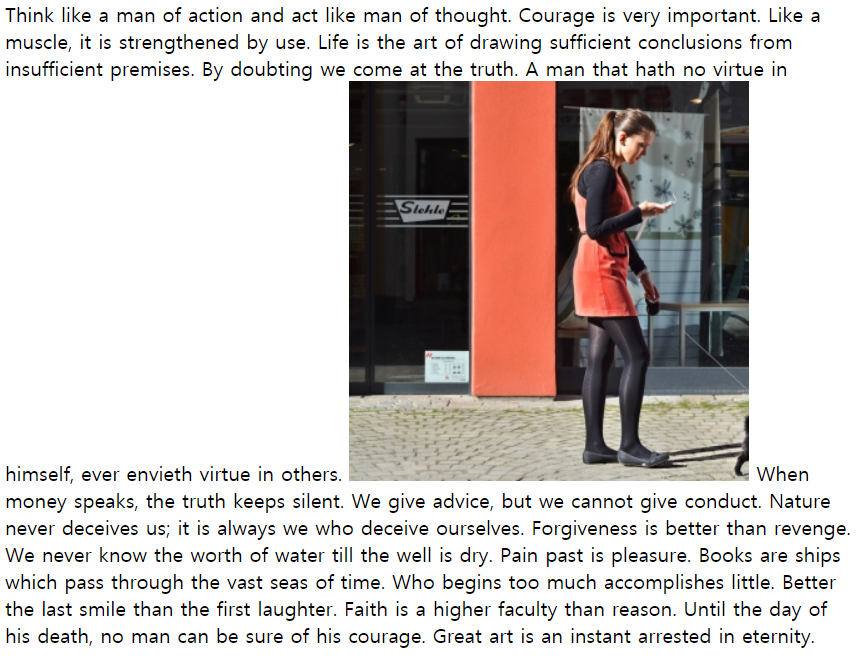 Think like a man of action and act like man of thought. Courage is very important. Like a
muscle, it is strengthened by use. Life is the art of drawing sufficient conclusions from
insufficient premises. By doubting we come at the truth. A man that hath no virtue in
Stehle
himself, ever envieth virtue in others. When
money speaks, the truth keeps silent. We give advice, but we cannot give conduct. Nature
never deceives us; it is always we who deceive ourselves. Forgiveness is better than revenge.
We never know the worth of water till the well is dry. Pain past is pleasure. Books are ships
which pass through the vast seas of time. Who begins too much accomplishes little. Better
the last smile than the first laughter. Faith is a higher faculty than reason. Until the day of
his death, no man can be sure of his courage. Great art is an instant arrested in eternity.